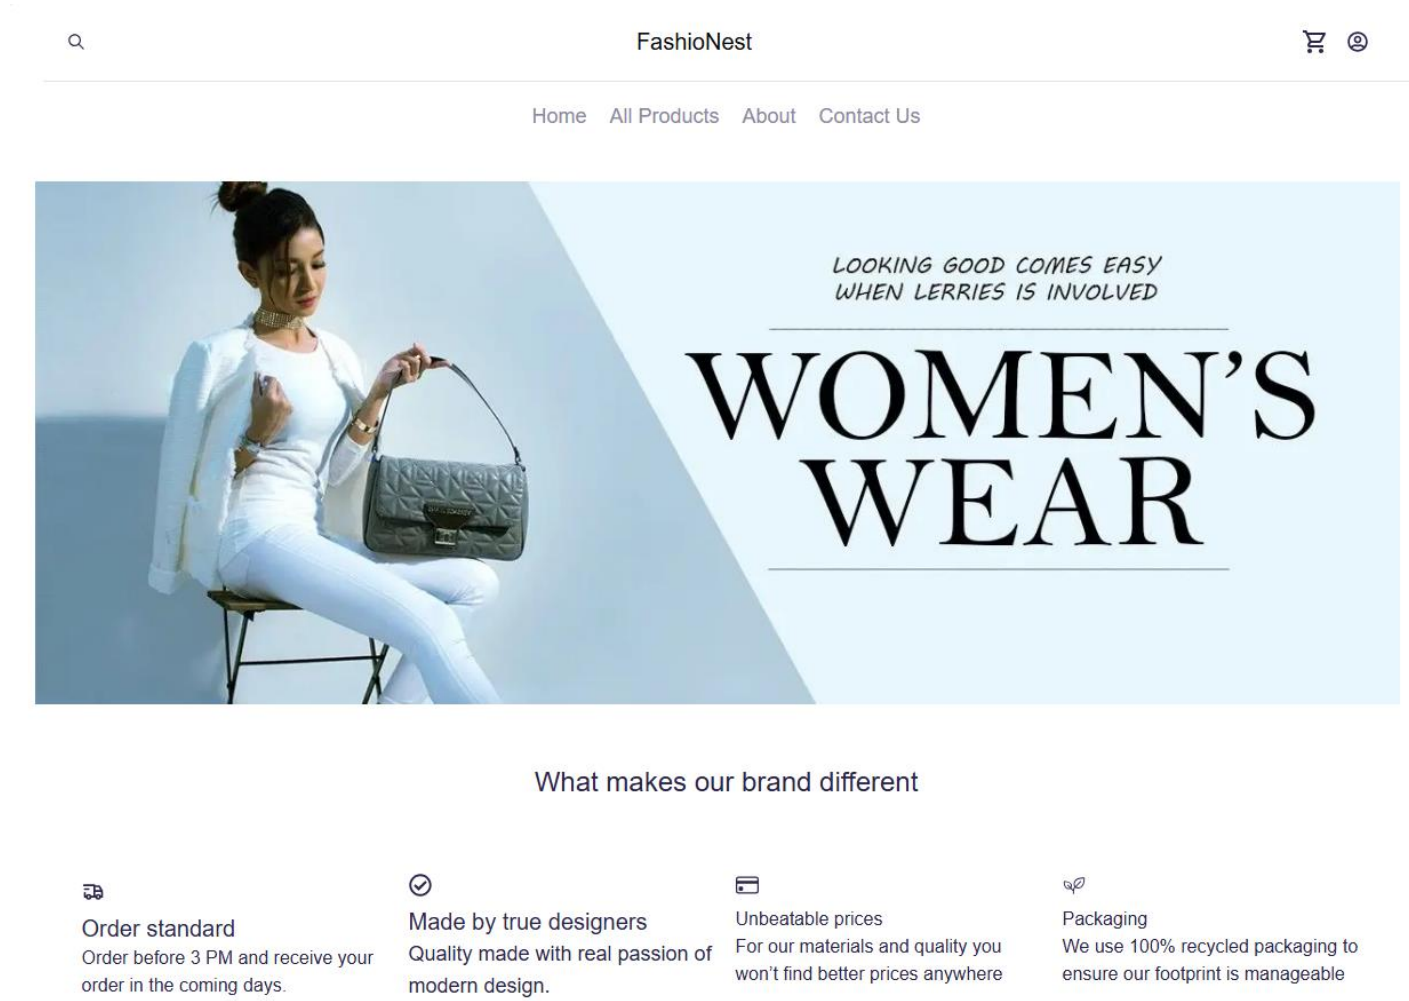 FashioNest
Home All Products About Contact Us
LOOKING GOOD COMES EASY
WHEN LERRIES IS INVOLVED
WOMEN'S
WEAR
What makes our brand different
Order standard
Order before 3 PM and receive your
order in the coming days.
Made by true designers
Quality made with real passion of
modern design.
Unbeatable prices
For our materials and quality you
won't find better prices anywhere
Packaging
We use 100% recycled packaging to
ensure our footprint is manageable